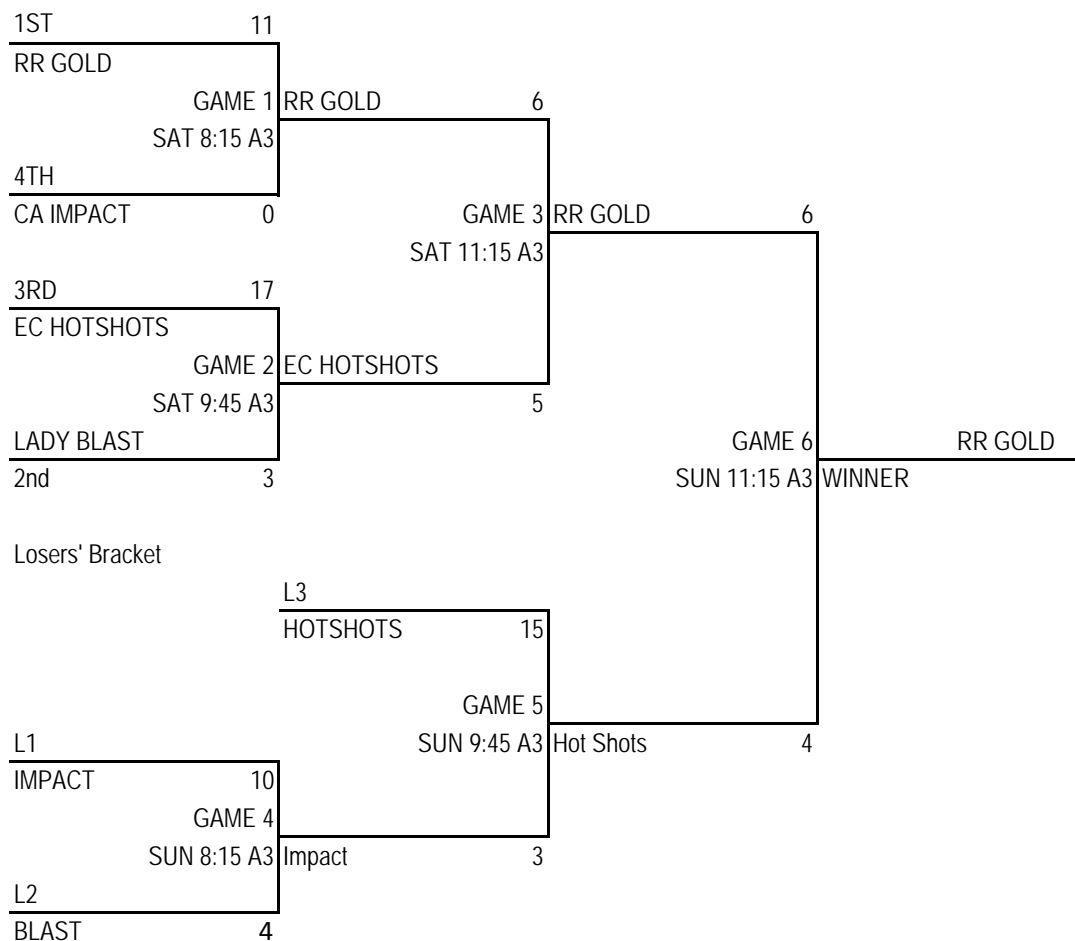 1ST 11
RR GOLD
GAME 1 RR GOLD 6
SAT 8:15 A3
4TH
CA IMPACT 0 GAME 3 RR GOLD 6
SAT 11:15 A3
3RD 17
EC HOTSHOTS
GAME 2 EC HOTSHOTS
SAT 9:45 A3 5
LADY BLAST GAME 6 RR GOLD
2nd 3 SUN 11:15 A3 WINNER
Losers' Bracket
L3
HOTSHOTS 15
GAME 5
L1 SUN 9:45 A3 Hot Shots 4
IMPACT 10
GAME 4
SUN 8:15 A3 Impact 3
L2
BLAST 4